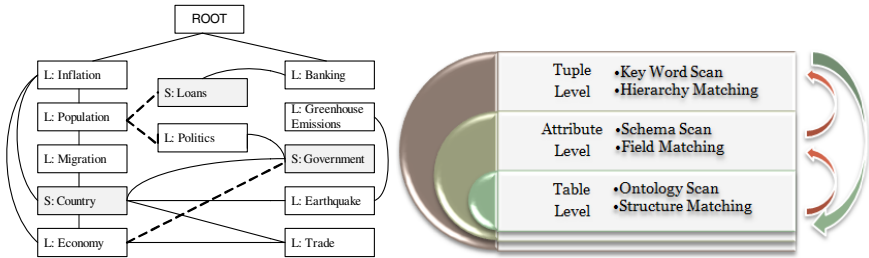 ROOT
L: Inflation
L: Population
L: Migration
S: Country
L: Economy
S: Loans
L: Politics
L: Banking
L: Greenhouse
Emissions
S: Government
L: Earthquake
L: Trade
Tuple
Level
•Key Word Scan
•Hierarchy Matching
Attribute
Level
•Schema Scan
•Field Matching
Table
Level
•Ontology Scan
•Structure Matching